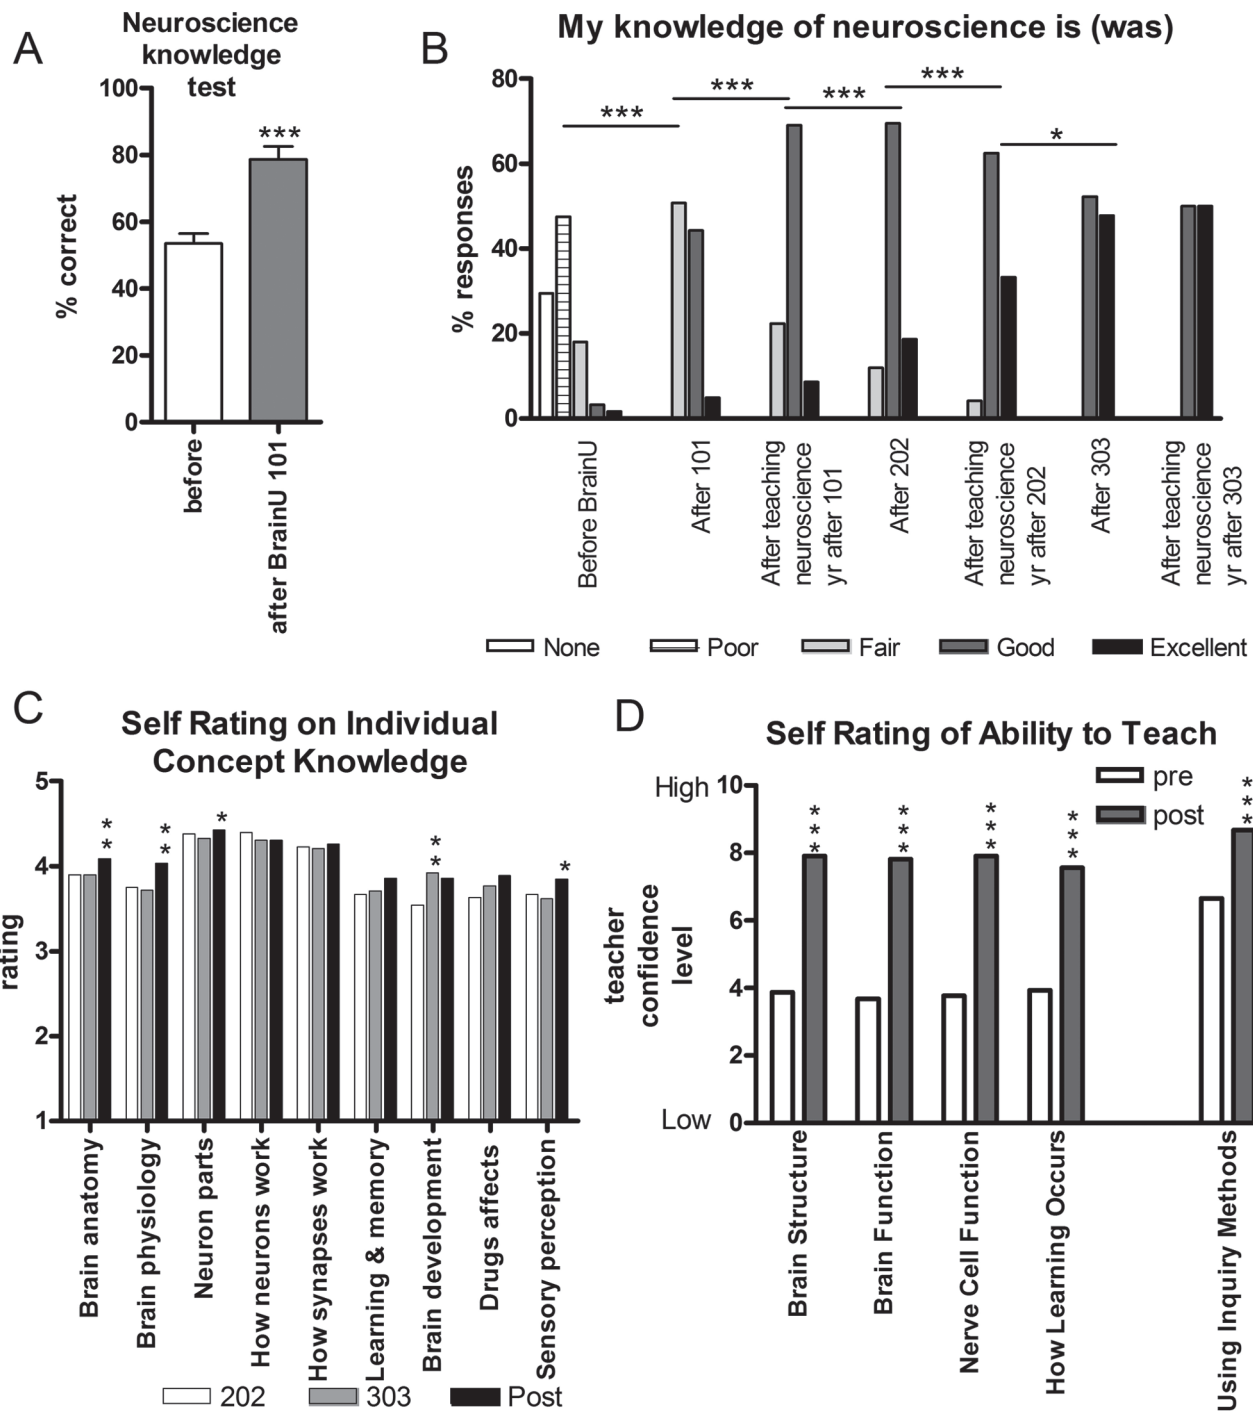 A
Neuroscience
knowledge
test
100
80
60
40
20
0
% correct
***
before
after BrainU 101
B
My knowledge of neuroscience is (was)
80
60
40
20
0
% responses
***
***
***
***
*
Before BrainU
After 101
After teaching
neuroscience
yr after 101
After 202
After teaching
neuroscience
yr after 202
After 303
After teaching
neuroscience
yr after 303
None Poor Fair Good Excellent
C
Self Rating on Individual
Concept Knowledge
5
4
3
2
1
rating
**
**
*
**
*
Brain anatomy
Brain physiology
Neuron parts
How neurons work
How synapses work
Learning & memory
Brain development
Drugs affects
Sensory perception
202 303 Post
D
Self Rating of Ability to Teach
High 10
8
6
4
2
Low 0
teacher
confidence
level
pre
post
***
***
***
***
***
Brain Structure
Brain Function
Nerve Cell Function
How Learning Occurs
Using Inquiry Methods